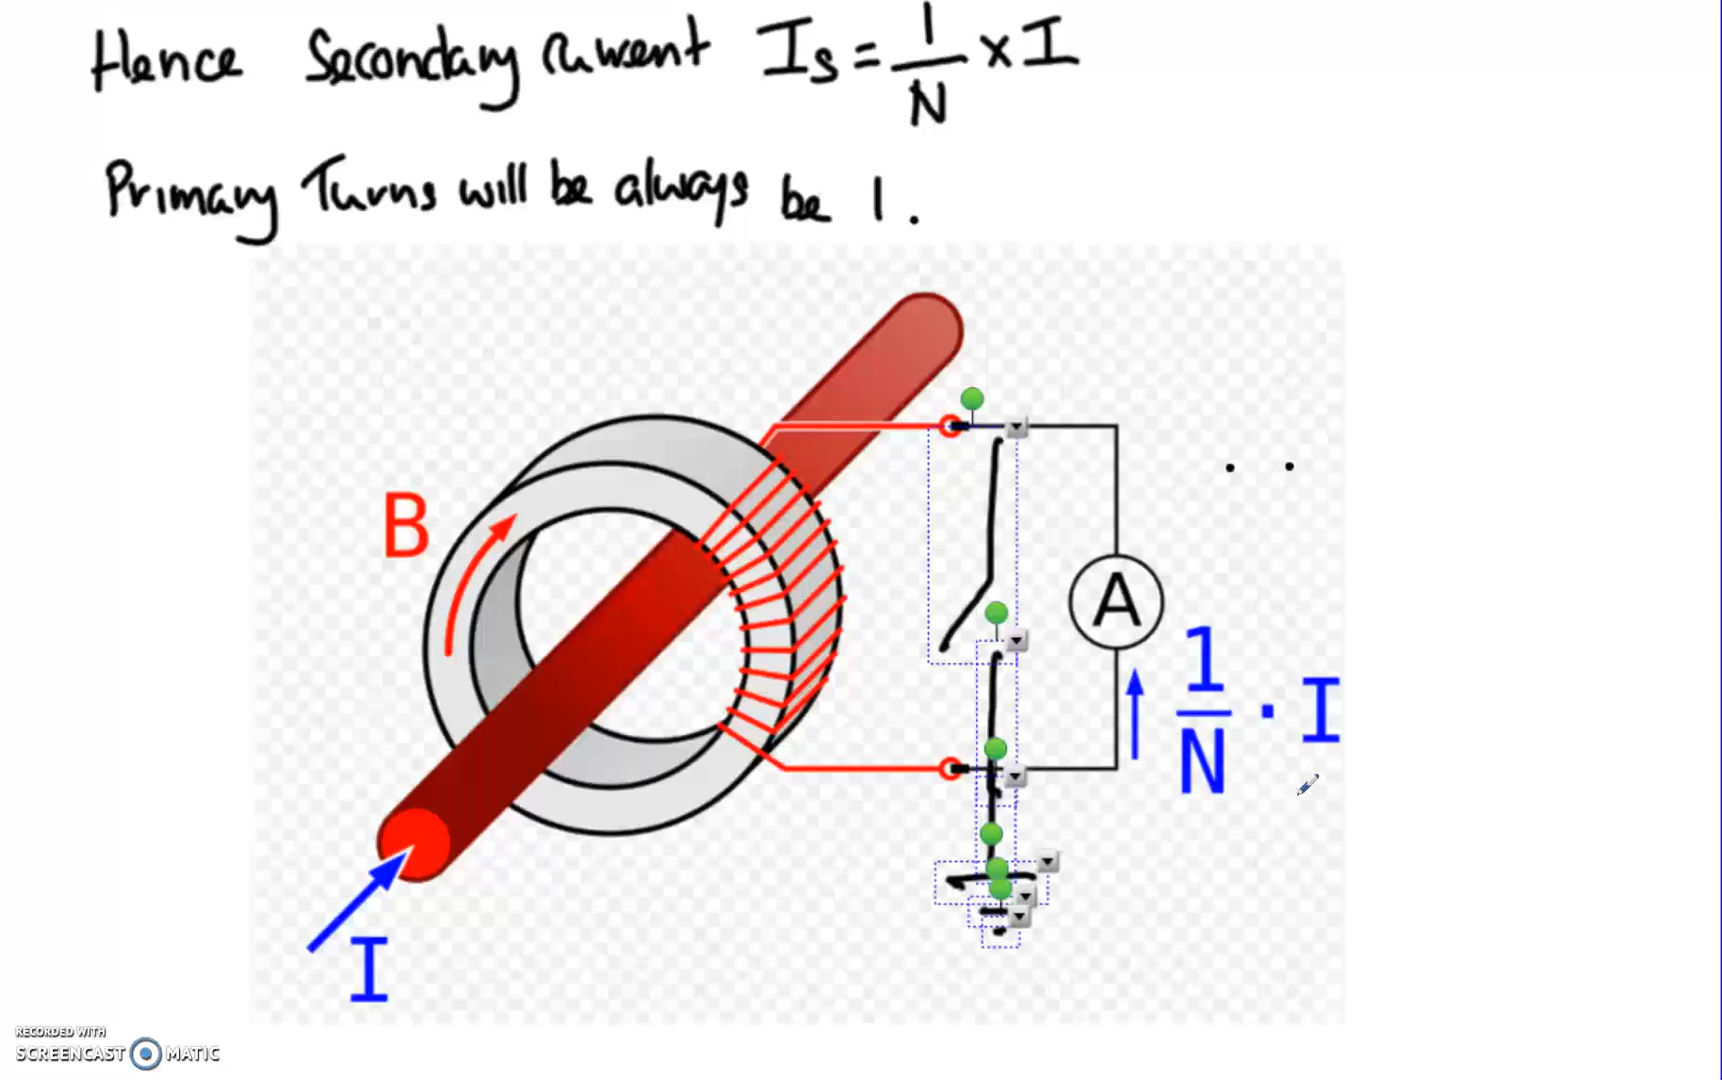 Hence Secondary Current Is = 1/N × I
Primary Turns will be always be 1.
B
A
1/N · I
I
RECORDED WITH
SCREENCAST MATIC